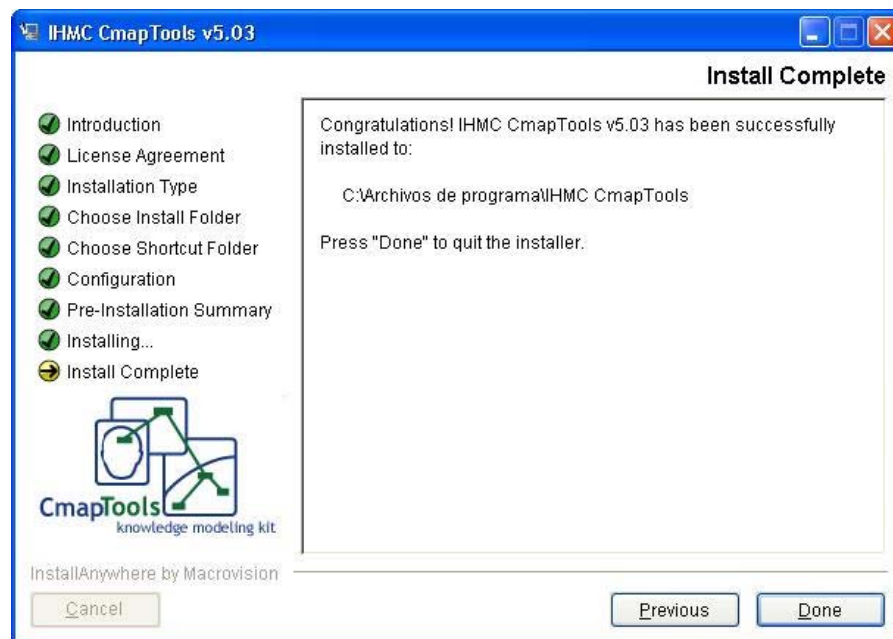 IHMC CmapTools v5.03
Install Complete
Introduction
License Agreement
Installation Type
Choose Install Folder
Choose Shortcut Folder
Configuration
Pre-Installation Summary
Installing...
Install Complete
CmapTools
knowledge modeling kit
Congratulations! IHMC CmapTools v5.03 has been successfully
installed to:
C:\Archivos de programa\IHMC CmapTools
Press "Done" to quit the installer.
InstallAnywhere by Macrovision
Cancel
Previous
Done